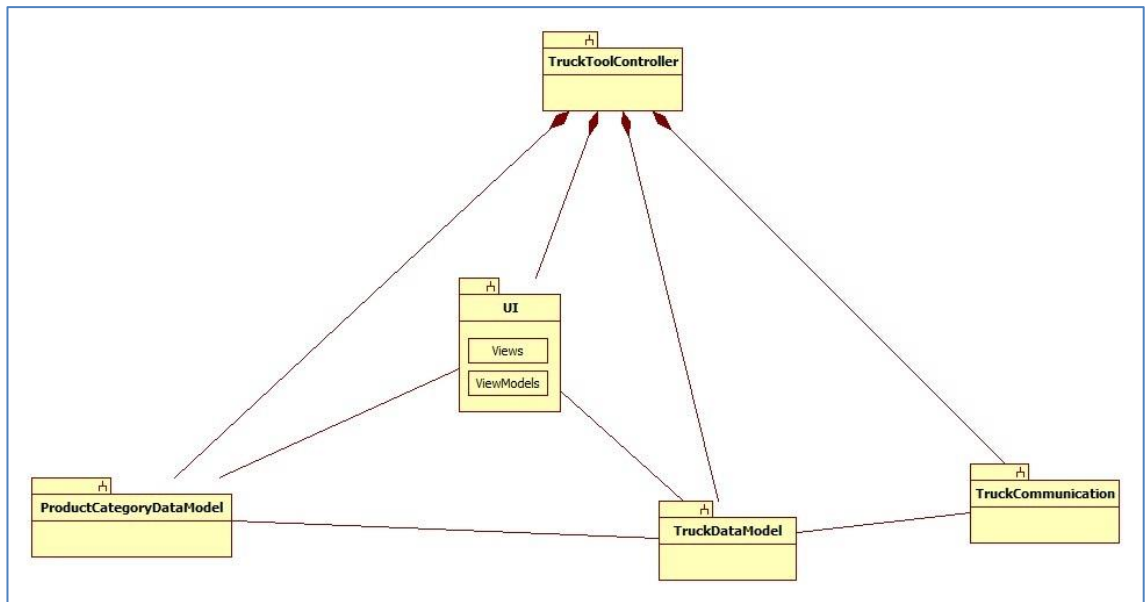 TruckToolController
UI
Views
ViewModels
ProductCategoryDataModel
TruckCommunication
TruckDataModel